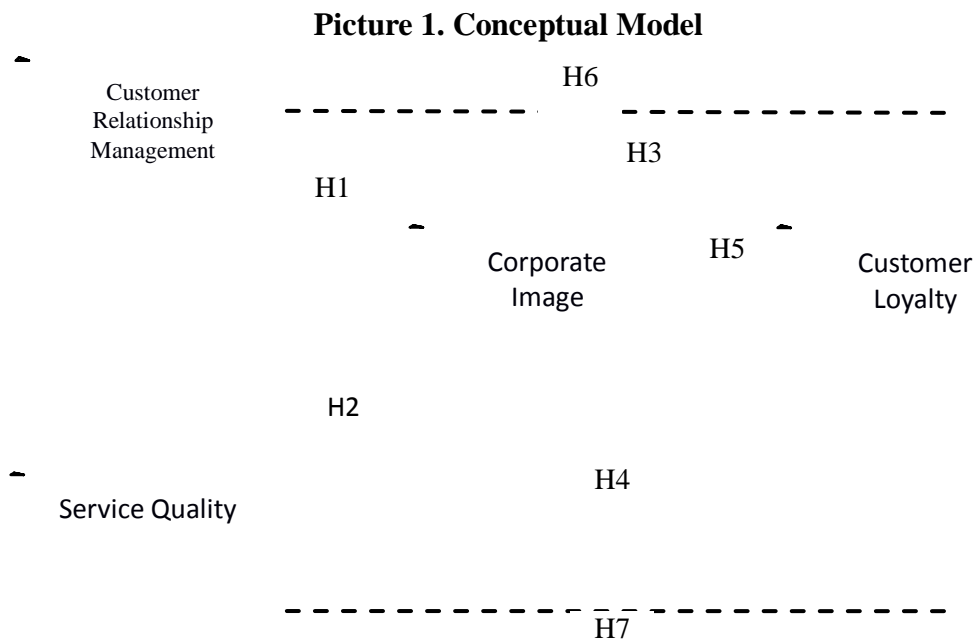 Picture 1. Conceptual Model
H6
Customer
Relationship
Management
H3
H1
H5
Corporate
Image
Customer
Loyalty
H2
H4
Service Quality
H7